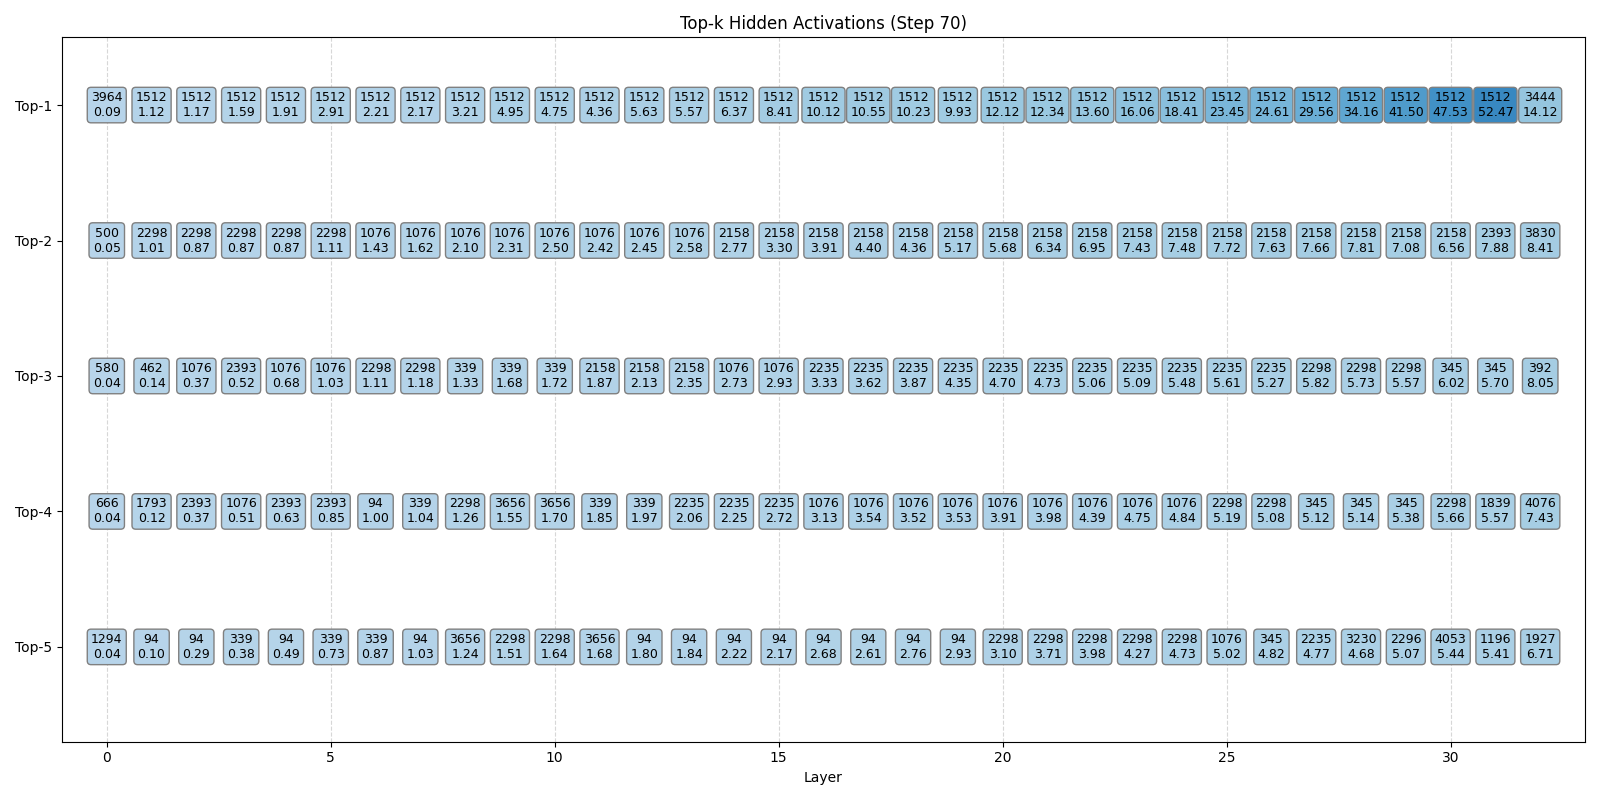 Top-k Hidden Activations (Step 70)
Top-1
3964 1512 1512 1512 1512 1512 1512 1512 1512 1512 1512 1512 1512 1512 1512 1512 1512 1512 1512 1512 1512 1512 1512 1512 1512 1512 1512 1512 1512 1512 1512 1512 3444
0.09 1.12 1.17 1.59 1.91 2.91 2.21 2.17 3.21 4.95 4.75 4.36 5.63 5.57 6.37 8.41 10.12 10.55 10.23 9.93 12.12 12.34 13.60 16.06 18.41 23.45 24.61 29.56 34.16 41.50 47.53 52.47 14.12
Top-2
500 2298 2298 2298 2298 2298 1076 1076 1076 1076 1076 1076 1076 1076 2158 2158 2158 2158 2158 2158 2158 2158 2158 2158 2158 2158 2158 2158 2158 2158 2158 2393 3830
0.05 1.01 0.87 0.87 0.87 1.11 1.43 1.62 2.10 2.31 2.50 2.42 2.45 2.58 2.77 3.30 3.91 4.40 4.36 5.17 5.68 6.34 6.95 7.43 7.48 7.72 7.63 7.66 7.81 7.08 6.56 7.88 8.41
Top-3
580 462 1076 2393 1076 1076 2298 2298 339 339 339 2158 2158 2158 1076 1076 2235 2235 2235 2235 2235 2235 2235 2235 2235 2235 2235 2298 2298 2298 345 345 392
0.04 0.14 0.37 0.52 0.68 1.03 1.11 1.18 1.33 1.68 1.72 1.87 2.13 2.35 2.73 2.93 3.33 3.62 3.87 4.35 4.70 4.73 5.06 5.09 5.48 5.61 5.27 5.82 5.73 5.57 6.02 5.70 8.05
Top-4
666 1793 2393 1076 2393 2393 94 339 2298 3656 3656 339 339 2235 2235 2235 1076 1076 1076 1076 1076 1076 1076 1076 1076 2298 2298 345 345 345 2298 1839 4076
0.04 0.12 0.37 0.51 0.63 0.85 1.00 1.04 1.26 1.55 1.70 1.85 1.97 2.06 2.25 2.72 3.13 3.54 3.52 3.53 3.91 3.98 4.39 4.75 4.84 5.19 5.08 5.12 5.14 5.38 5.66 5.57 7.43
Top-5
1294 94 94 339 94 339 339 94 3656 2298 2298 3656 94 94 94 94 94 94 94 94 2298 2298 2298 2298 2298 1076 345 2235 3230 2296 4053 1196 1927
0.04 0.10 0.29 0.38 0.49 0.73 0.87 1.03 1.24 1.51 1.64 1.68 1.80 1.84 2.22 2.17 2.68 2.61 2.76 2.93 3.10 3.71 3.98 4.27 4.73 5.02 4.82 4.77 4.68 5.07 5.44 5.41 6.71
0 5 10 15 20 25 30
Layer